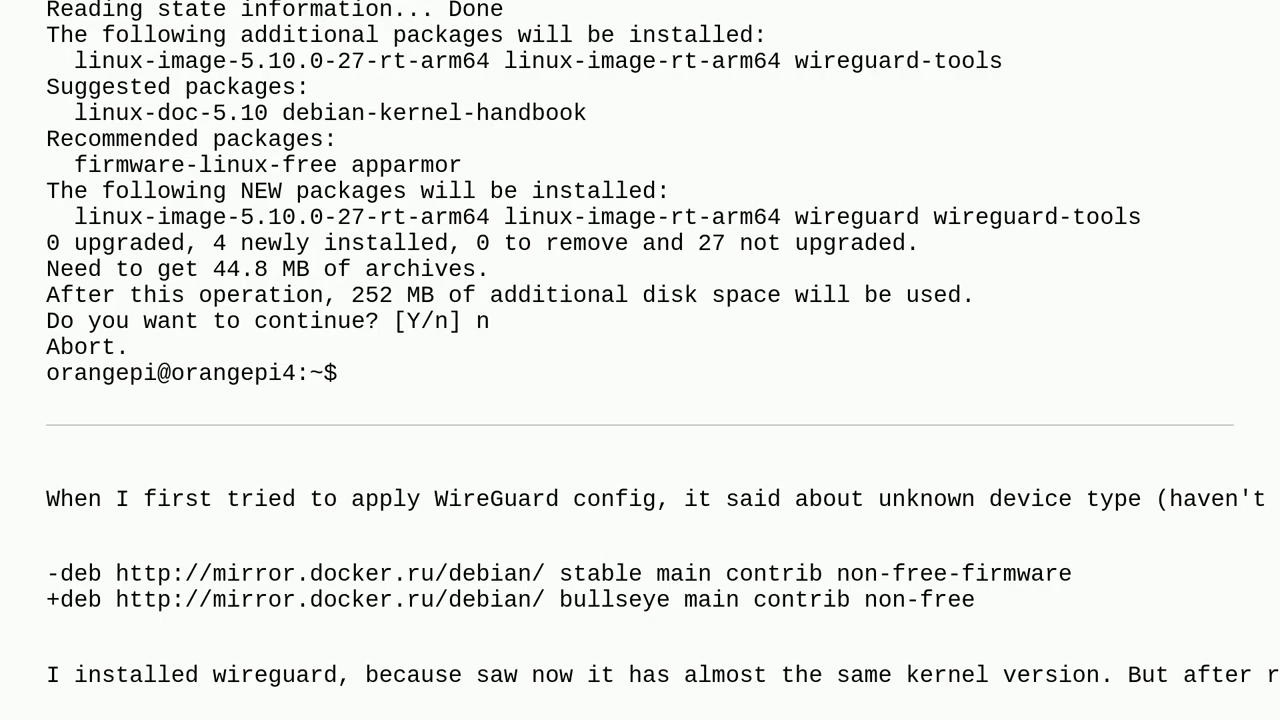 Reading state information... Done
The following additional packages will be installed:
  linux-image-5.10.0-27-rt-arm64 linux-image-rt-arm64 wireguard-tools
Suggested packages:
  linux-doc-5.10 debian-kernel-handbook
Recommended packages:
  firmware-linux-free apparmor
The following NEW packages will be installed:
  linux-image-5.10.0-27-rt-arm64 linux-image-rt-arm64 wireguard wireguard-tools
0 upgraded, 4 newly installed, 0 to remove and 27 not upgraded.
Need to get 44.8 MB of archives.
After this operation, 252 MB of additional disk space will be used.
Do you want to continue? [Y/n] n
Abort.
orangepi@orangepi4:~$
When I first tried to apply WireGuard config, it said about unknown device type (haven't
-deb http://mirror.docker.ru/debian/ stable main contrib non-free-firmware
+deb http://mirror.docker.ru/debian/ bullseye main contrib non-free
I installed wireguard, because saw now it has almost the same kernel version. But after